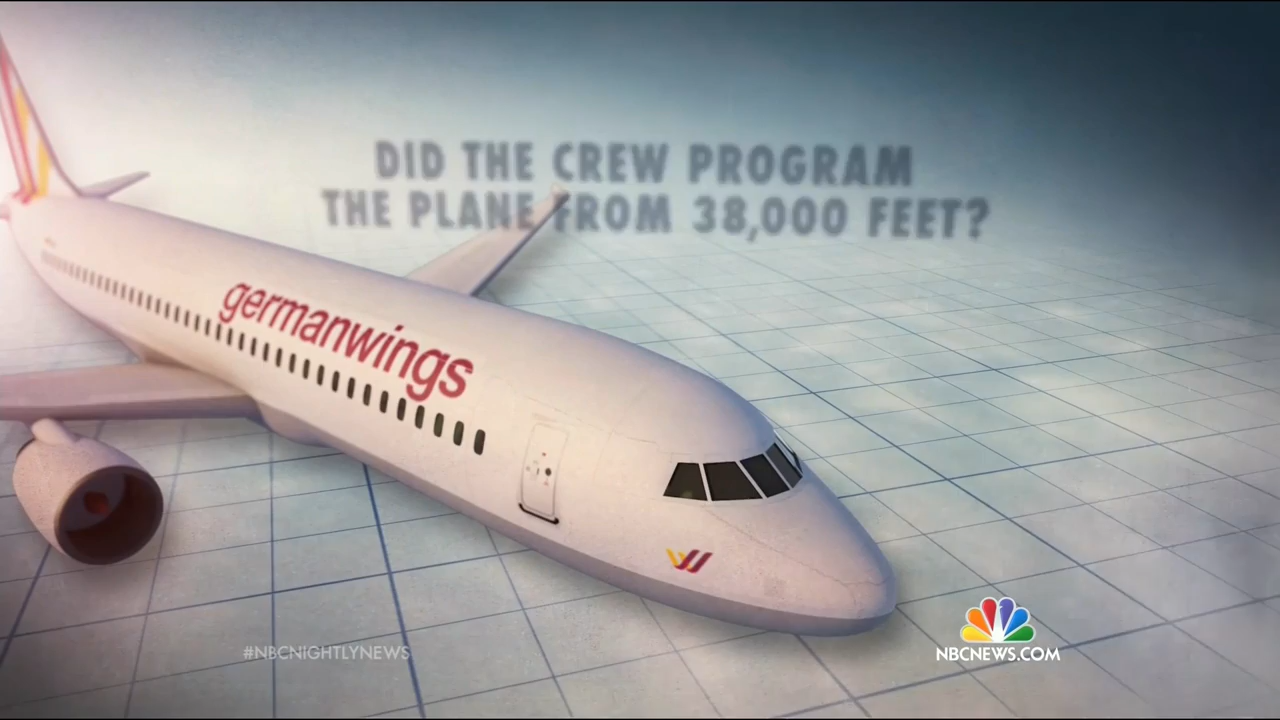 DID THE CREW PROGRAM
THE PLANE FROM 38,000 FEET?
germanwings
#NBCNIGHTLYNEWS
NBCNEWS.COM